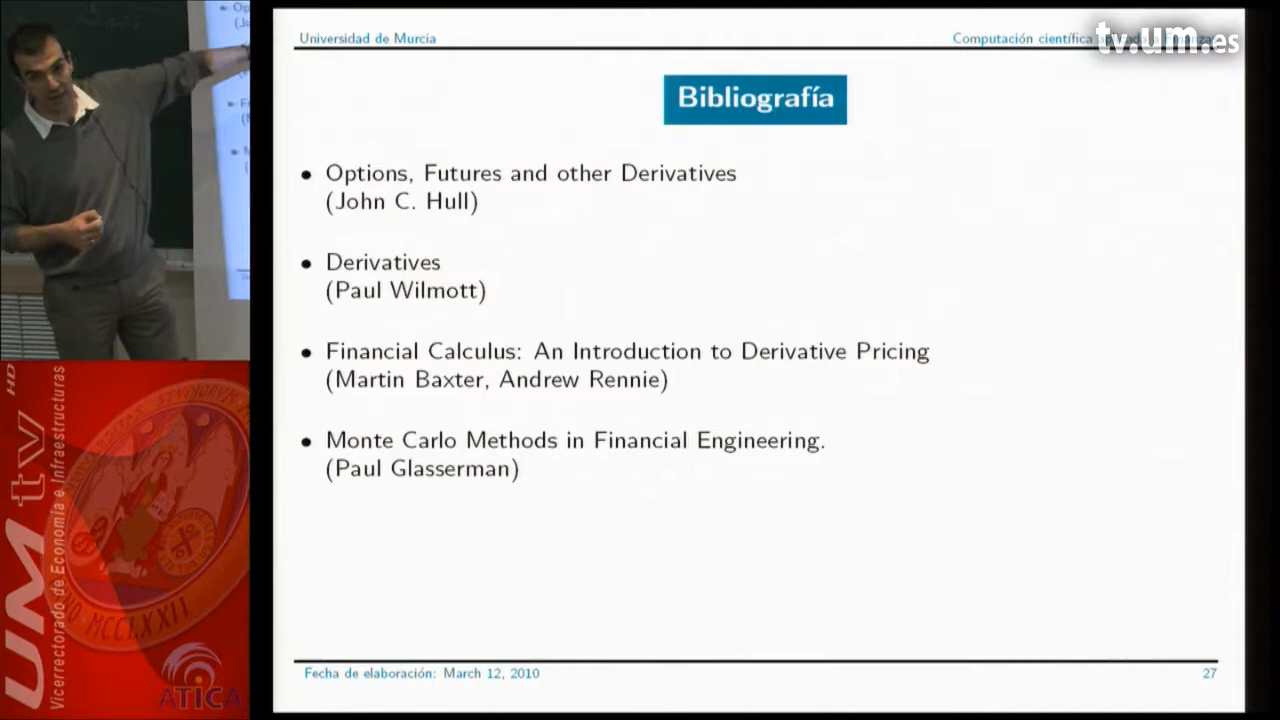 Universidad de Murcia
tv.um.es
Bibliografía
• Options, Futures and other Derivatives
(John C. Hull)
• Derivatives
(Paul Wilmott)
• Financial Calculus: An Introduction to Derivative Pricing
(Martin Baxter, Andrew Rennie)
• Monte Carlo Methods in Financial Engineering.
(Paul Glasserman)
Fecha de elaboración: March 12, 2010
27
UMtv HD
Vicerrectorado de Economía e Infraestructuras
MCCLXXII
ATICA
Computación científica